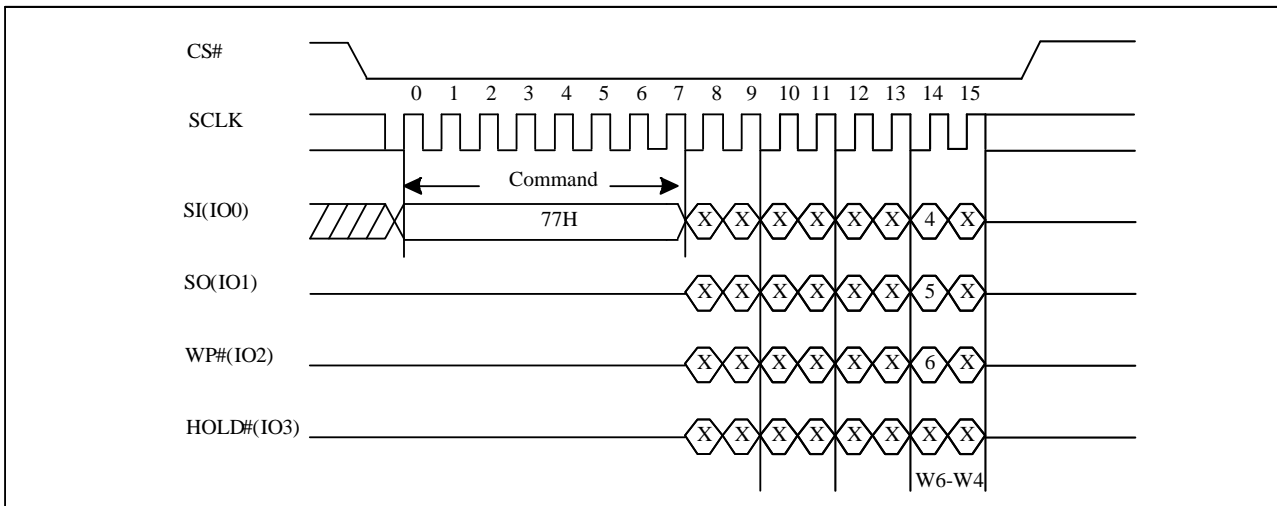 CS#
0 1 2 3 4 5 6 7 8 9 10 11 12 13 14 15
SCLK
Command
SI(IO0) 77H X X X X X X 4 X
SO(IO1) X X X X X X 5 X
WP#(IO2) X X X X X X 6 X
HOLD#(IO3) X X X X X X X X
W6-W4